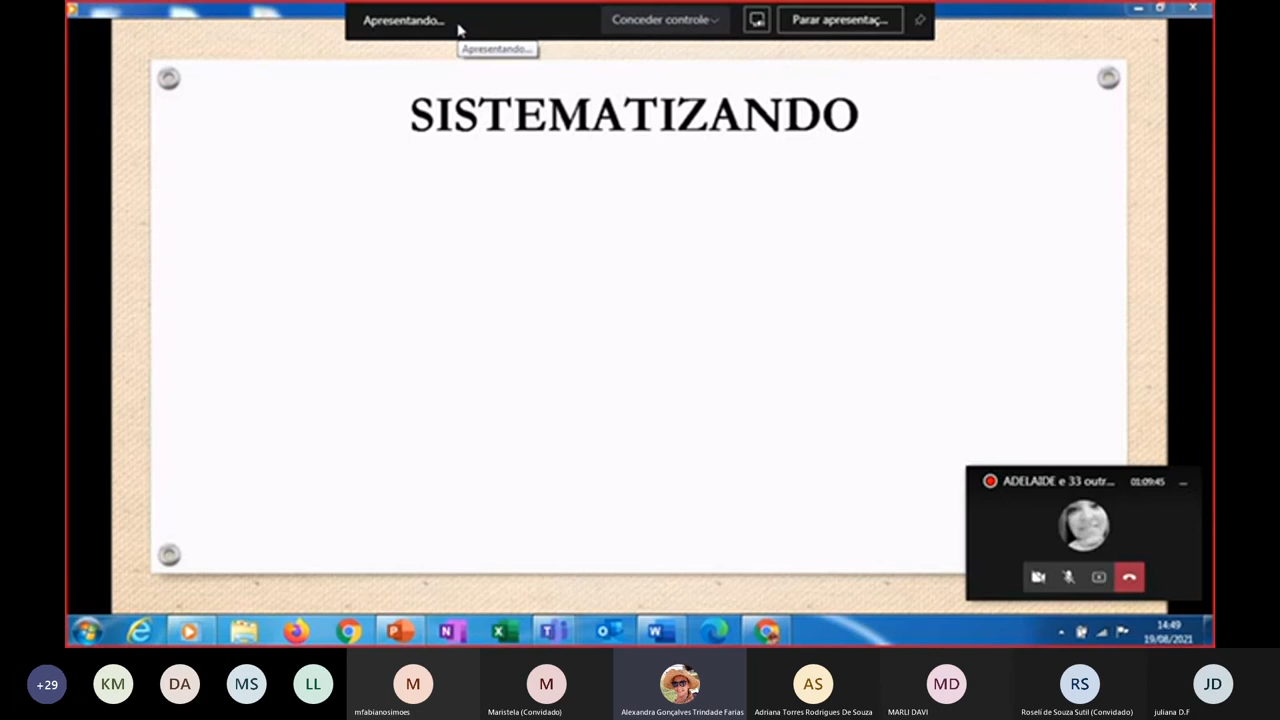 Apresentando...
Conceder controle
Parar apresentaç...
Apresentando...
SISTEMATIZANDO
ADELAIDE e 33 outr...
01:09:45
14:49
19/08/2021
+29
KM
DA
MS
LL
M
M
AS
MD
RS
JD
mfabianosimoes
Maristela (Convidado)
Alexandra Gonçalves Trindade Farias
Adriana Torres Rodrigues De Souza
MARLI DAVI
Roseli de Souza Sutil (Convidado)
juliana D.F